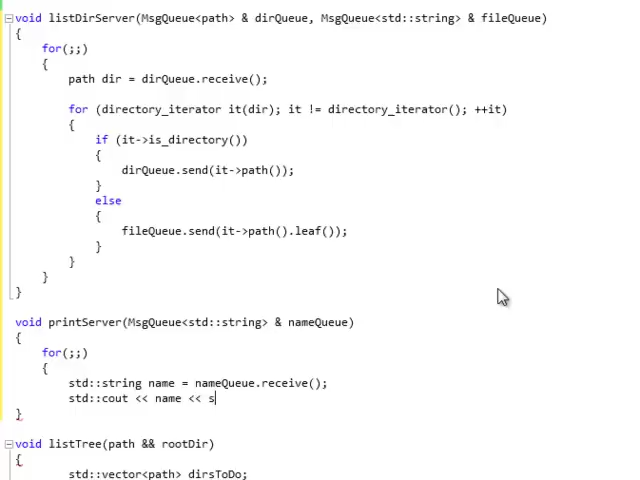 void listDirServer(MsgQueue<path> & dirQueue, MsgQueue<std::string> & fileQueue)
{
    for(;;)
    {
        path dir = dirQueue.receive();

        for (directory_iterator it(dir); it != directory_iterator(); ++it)
        {
            if (it->is_directory())
            {
                dirQueue.send(it->path());
            }
            else
            {
                fileQueue.send(it->path().leaf());
            }
        }
    }
}

void printServer(MsgQueue<std::string> & nameQueue)
{
    for(;;)
    {
        std::string name = nameQueue.receive();
        std::cout << name << s
}

void listTree(path && rootDir)
{
        std::vector<path> dirsToDo;